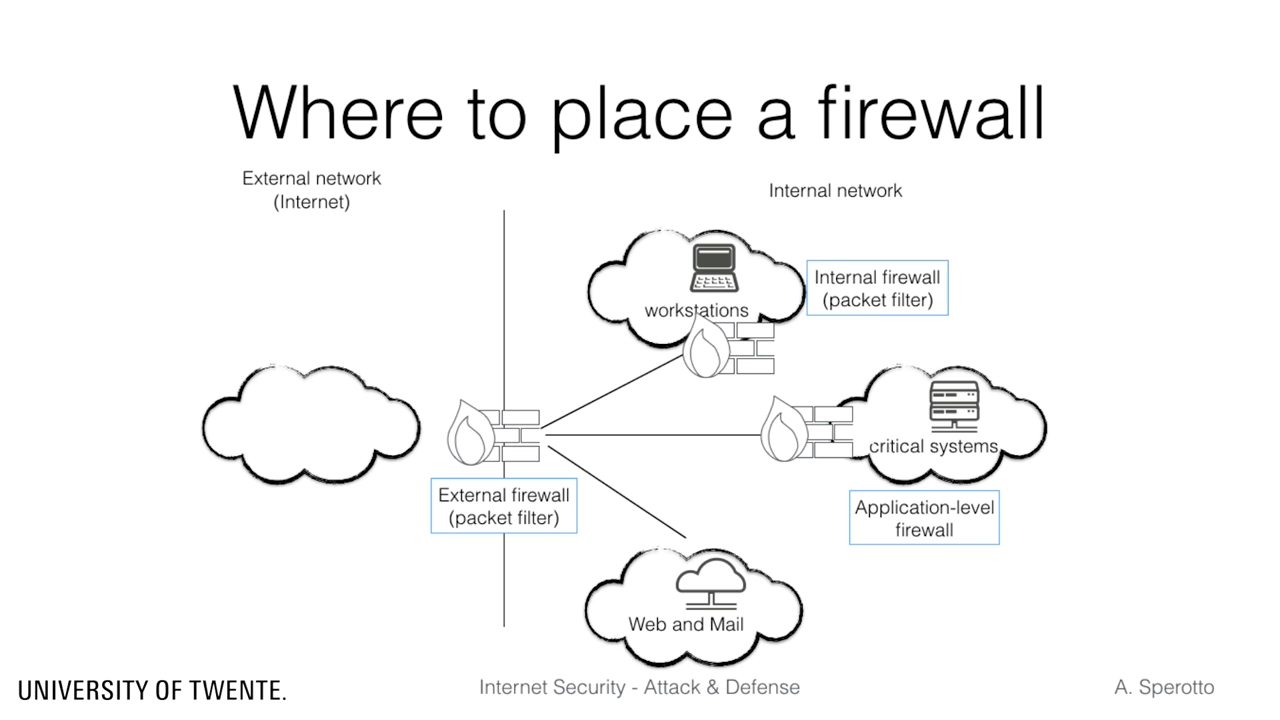 Where to place a firewall
External network
(Internet)
Internal network
workstations
Internal firewall
(packet filter)
critical systems
External firewall
(packet filter)
Application-level
firewall
Web and Mail
UNIVERSITY OF TWENTE.
Internet Security - Attack & Defense
A. Sperotto